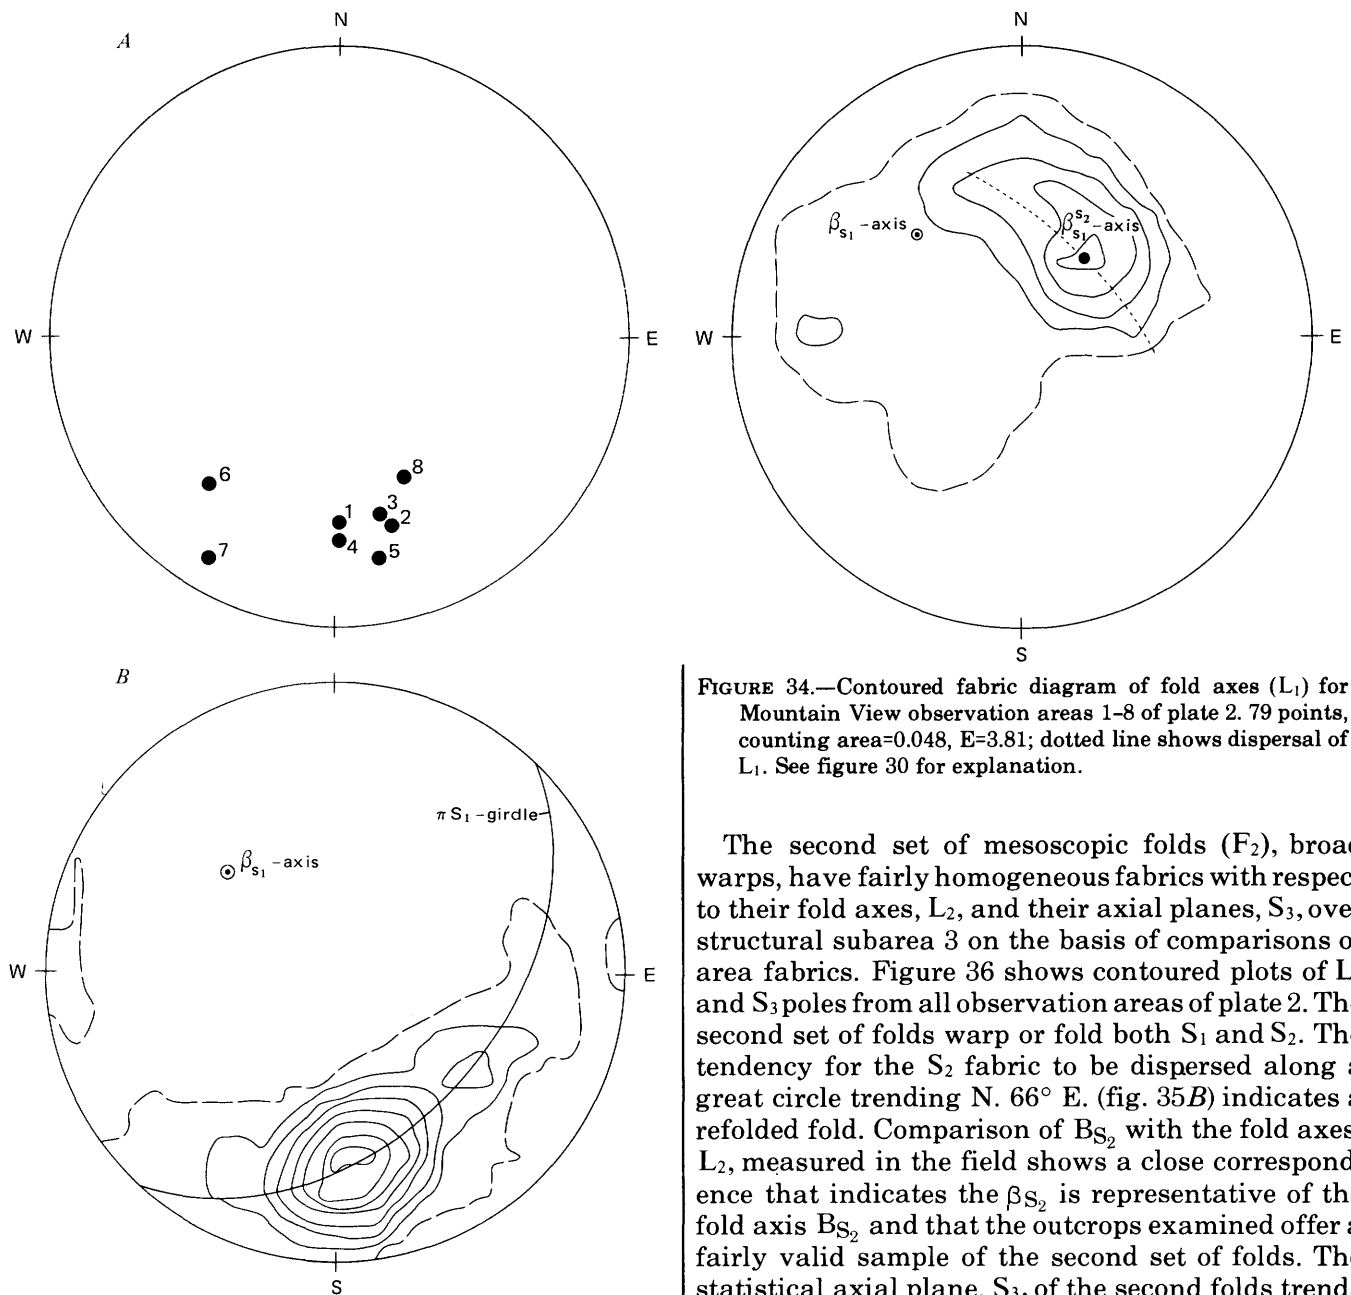 A
N
W
E
6
8
1
3
2
4
7
5
N
βS₁-axis
β^S₂_S₁-axis
W
E
S
B
πS₁-girdle
βS₁-axis
W
E
S
FIGURE 34.—Contoured fabric diagram of fold axes (L₁) for
Mountain View observation areas 1-8 of plate 2. 79 points,
counting area=0.048, E=3.81; dotted line shows dispersal of
L₁. See figure 30 for explanation.
The second set of mesoscopic folds (F₂), broad
warps, have fairly homogeneous fabrics with respec
to their fold axes, L₂, and their axial planes, S₃, ove
structural subarea 3 on the basis of comparisons o
area fabrics. Figure 36 shows contoured plots of L
and S₃ poles from all observation areas of plate 2. Th
second set of folds warp or fold both S₁ and S₂. Th
tendency for the S₂ fabric to be dispersed along a
great circle trending N. 66° E. (fig. 35B) indicates a
refolded fold. Comparison of BS₂ with the fold axes
L₂, measured in the field shows a close correspond
ence that indicates the βS₂ is representative of th
fold axis BS₂ and that the outcrops examined offer a
fairly valid sample of the second set of folds. Th
statistical axial plane, S₃, of the second folds trend